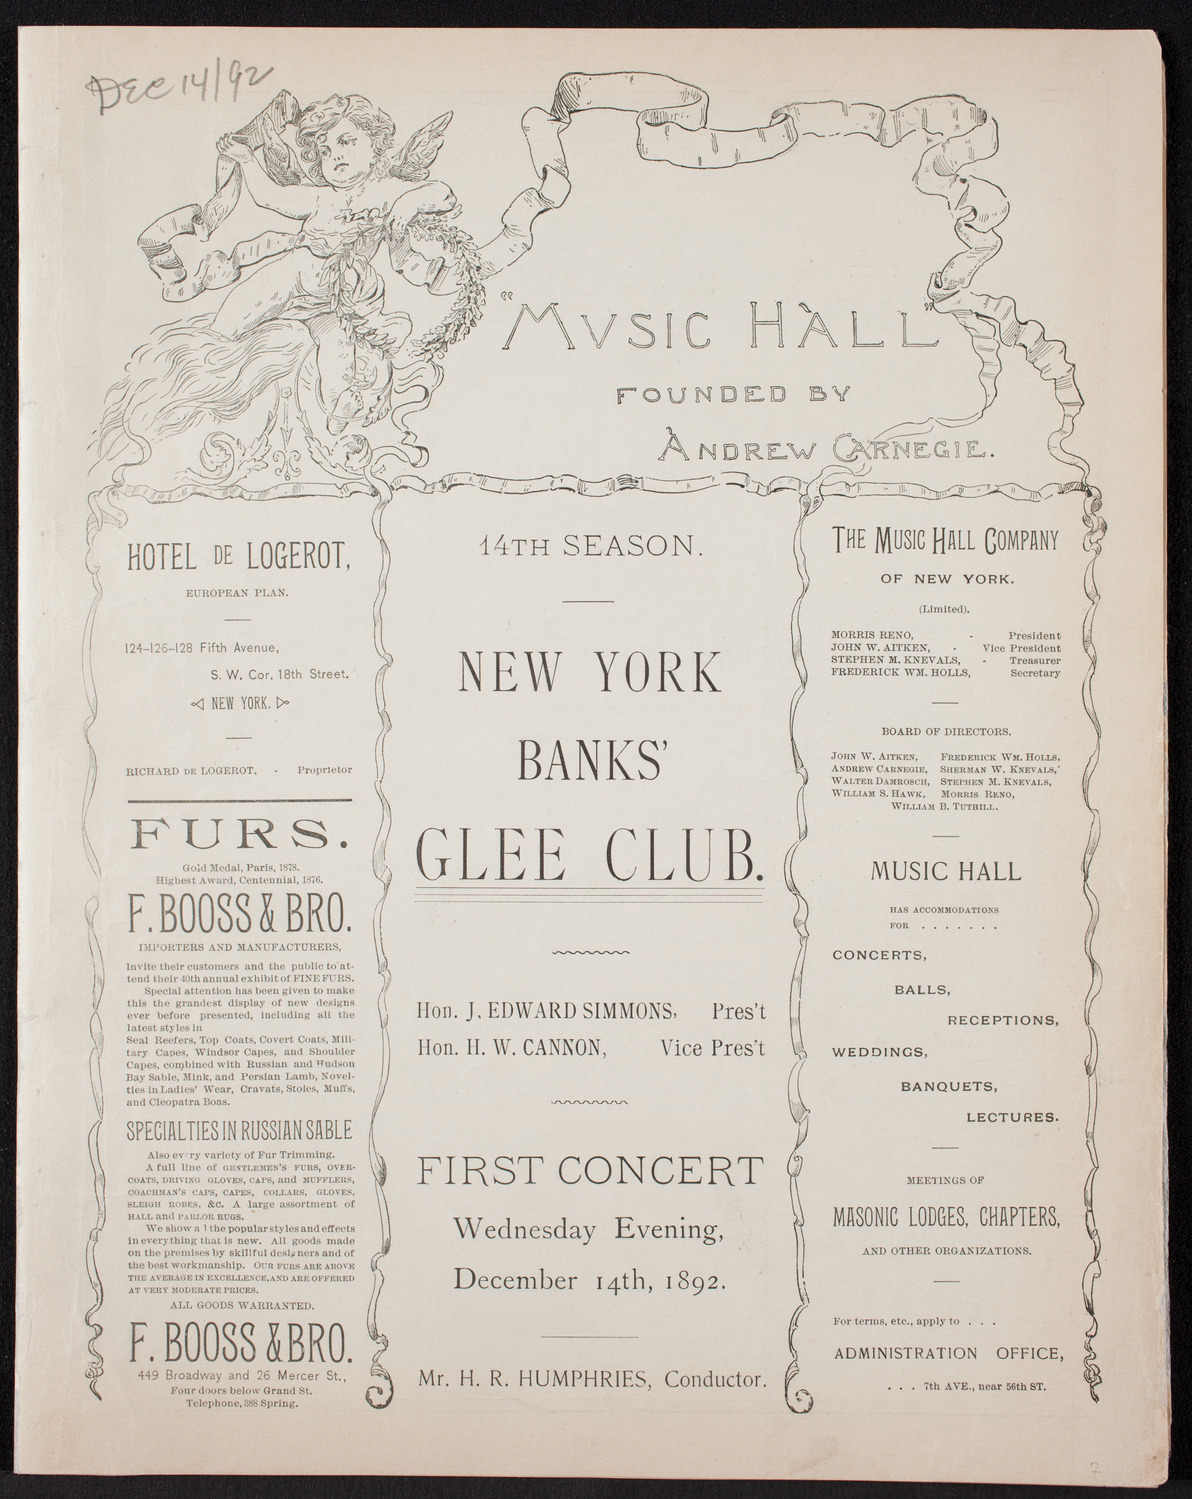 DEC 14/92
"MVSIC HALL"
FOUNDED BY
ANDREW CARNEGIE.
HOTEL DE LOGEROT,
EUROPEAN PLAN.
124–126–128 Fifth Avenue,
S. W. Cor. 18th Street.
NEW YORK.
RICHARD DE LOGEROT, - Proprietor
FURS.
Gold Medal, Paris, 1878.
Highest Award, Centennial, 1876.
F. BOOSS & BRO.
IMPORTERS AND MANUFACTURERS,
Invite their customers and the public to at-
tend their 40th annual exhibit of FINE FURS.
Special attention has been given to make
this the grandest display of new designs
ever before presented, including all the
latest styles in
Seal Reefers, Top Coats, Covert Coats, Mili-
tary Capes, Windsor Capes, and Shoulder
Capes, combined with Russian and Hudson
Bay Sable, Mink, and Persian Lamb, Novel-
ties in Ladies' Wear, Cravats, Stoles, Muffs,
and Cleopatra Boas.
SPECIALTIES IN RUSSIAN SABLE
Also ev ry variety of Fur Trimming.
A full line of GENTLEMEN'S FURS, OVER-
COATS, DRIVING GLOVES, CAPS, and MUFFLERS,
COACHMAN'S CAPS, CAPES, COLLARS, GLOVES,
SLEIGH ROBES, &C. A large assortment of
HALL and PARLOR RUGS.
We show a l the popular styles and effects
in everything that is new. All goods made
on the premises by skillful designers and of
the best workmanship. OUR FURS ARE ABOVE
THE AVERAGE IN EXCELLENCE, AND ARE OFFERED
AT VERY MODERATE PRICES.
ALL GOODS WARRANTED.
F. BOOSS & BRO.
449 Broadway and 26 Mercer St.,
Four doors below Grand St.
Telephone, 388 Spring.
14TH SEASON.
NEW YORK
BANKS'
GLEE CLUB.
Hon. J. EDWARD SIMMONS, Pres't
Hon. H. W. CANNON, Vice Pres't
FIRST CONCERT
Wednesday Evening,
December 14th, 1892.
Mr. H. R. HUMPHRIES, Conductor.
THE MUSIC HALL COMPANY
OF NEW YORK.
(Limited).
MORRIS RENO, - President
JOHN W. AITKEN, - Vice President
STEPHEN M. KNEVALS, - Treasurer
FREDERICK WM. HOLLS, Secretary
BOARD OF DIRECTORS.
JOHN W. AITKEN, FREDERICK WM. HOLLS,
ANDREW CARNEGIE, SHERMAN W. KNEVALS,
WALTER DAMROSCH, STEPHEN M. KNEVALS,
WILLIAM S. HAWK, MORRIS RENO,
WILLIAM B. TUTHILL.
MUSIC HALL
HAS ACCOMMODATIONS
FOR . . . . . . .
CONCERTS,
BALLS,
RECEPTIONS,
WEDDINGS,
BANQUETS,
LECTURES.
MEETINGS OF
MASONIC LODGES, CHAPTERS,
AND OTHER ORGANIZATIONS.
For terms, etc., apply to . . .
ADMINISTRATION OFFICE,
. . . 7th AVE., near 56th ST.
7